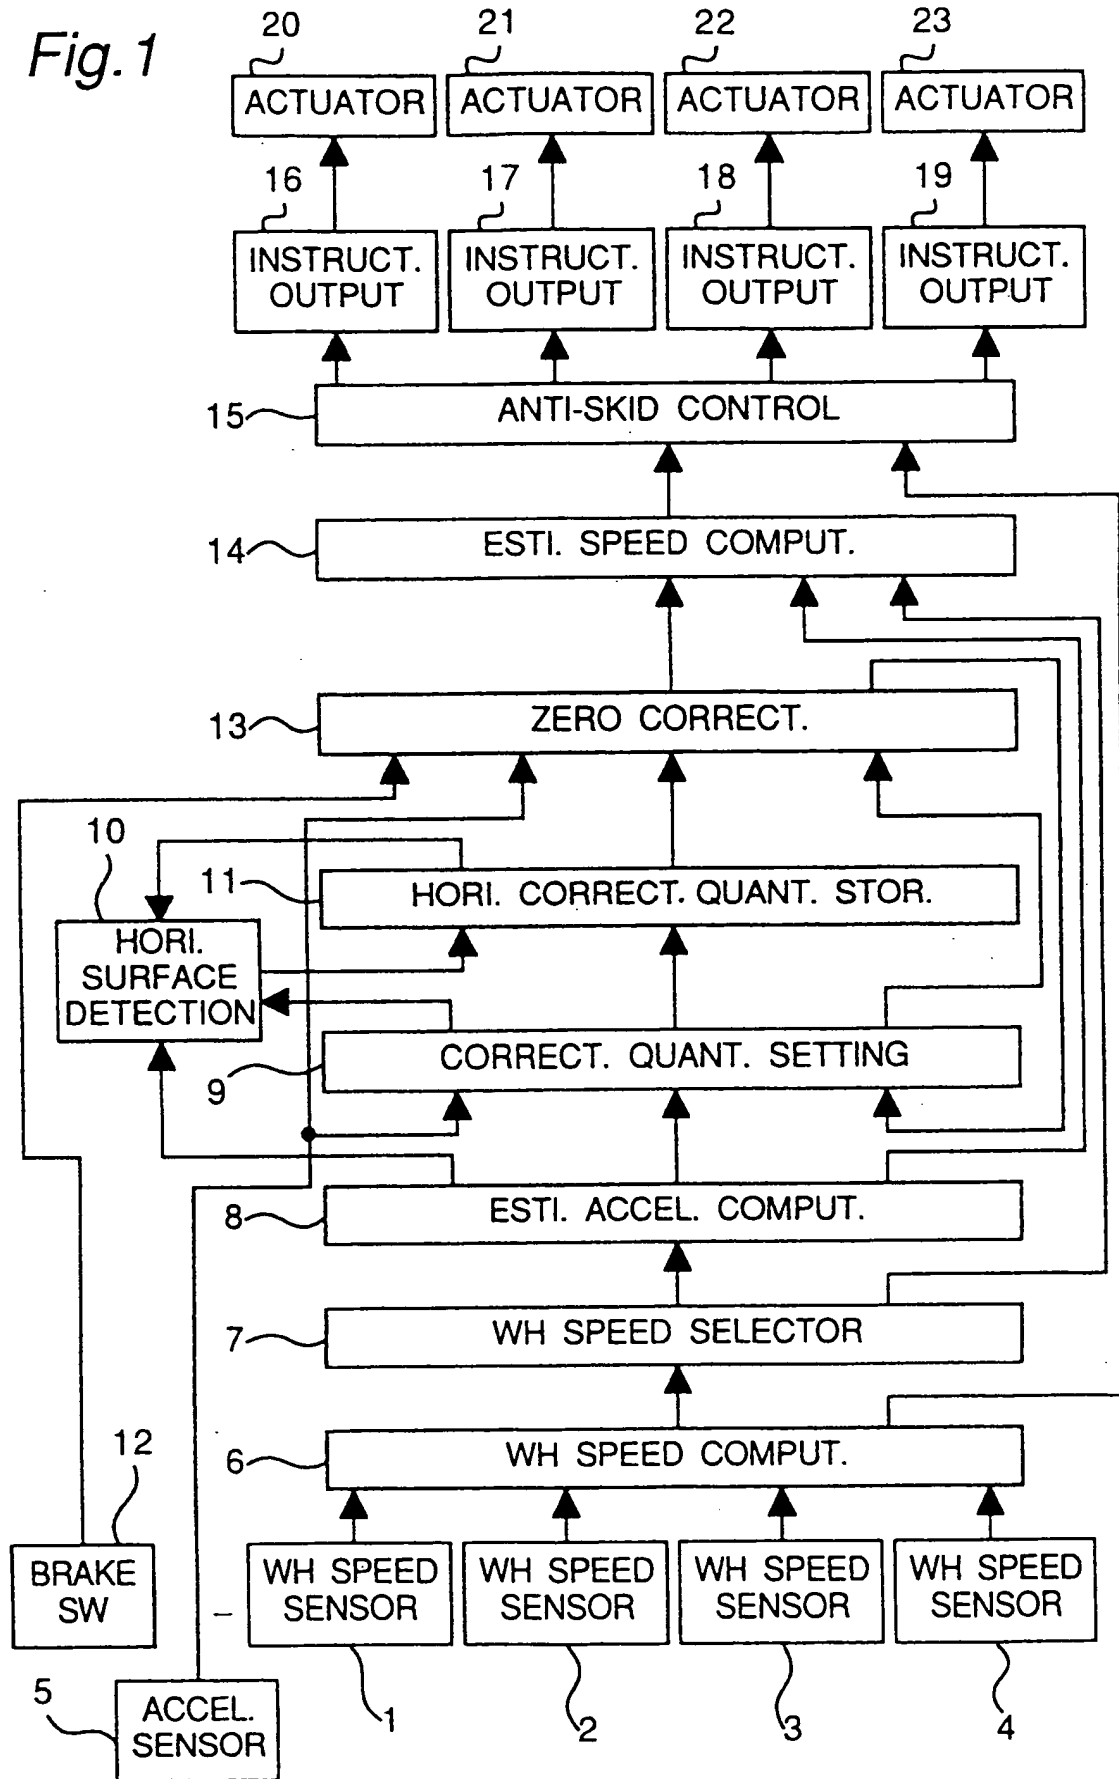 Fig.1
20 21 22 23
ACTUATOR ACTUATOR ACTUATOR ACTUATOR
16 17 18 19
INSTRUCT. INSTRUCT. INSTRUCT. INSTRUCT.
OUTPUT OUTPUT OUTPUT OUTPUT
15 ANTI-SKID CONTROL
14 ESTI. SPEED COMPUT.
13 ZERO CORRECT.
10
11 HORI. CORRECT. QUANT. STOR.
HORI.
SURFACE
DETECTION
9 CORRECT. QUANT. SETTING
8 ESTI. ACCEL. COMPUT.
7 WH SPEED SELECTOR
6 WH SPEED COMPUT.
12
BRAKE
SW
WH SPEED WH SPEED WH SPEED WH SPEED
SENSOR SENSOR SENSOR SENSOR
1 2 3 4
5 ACCEL.
SENSOR